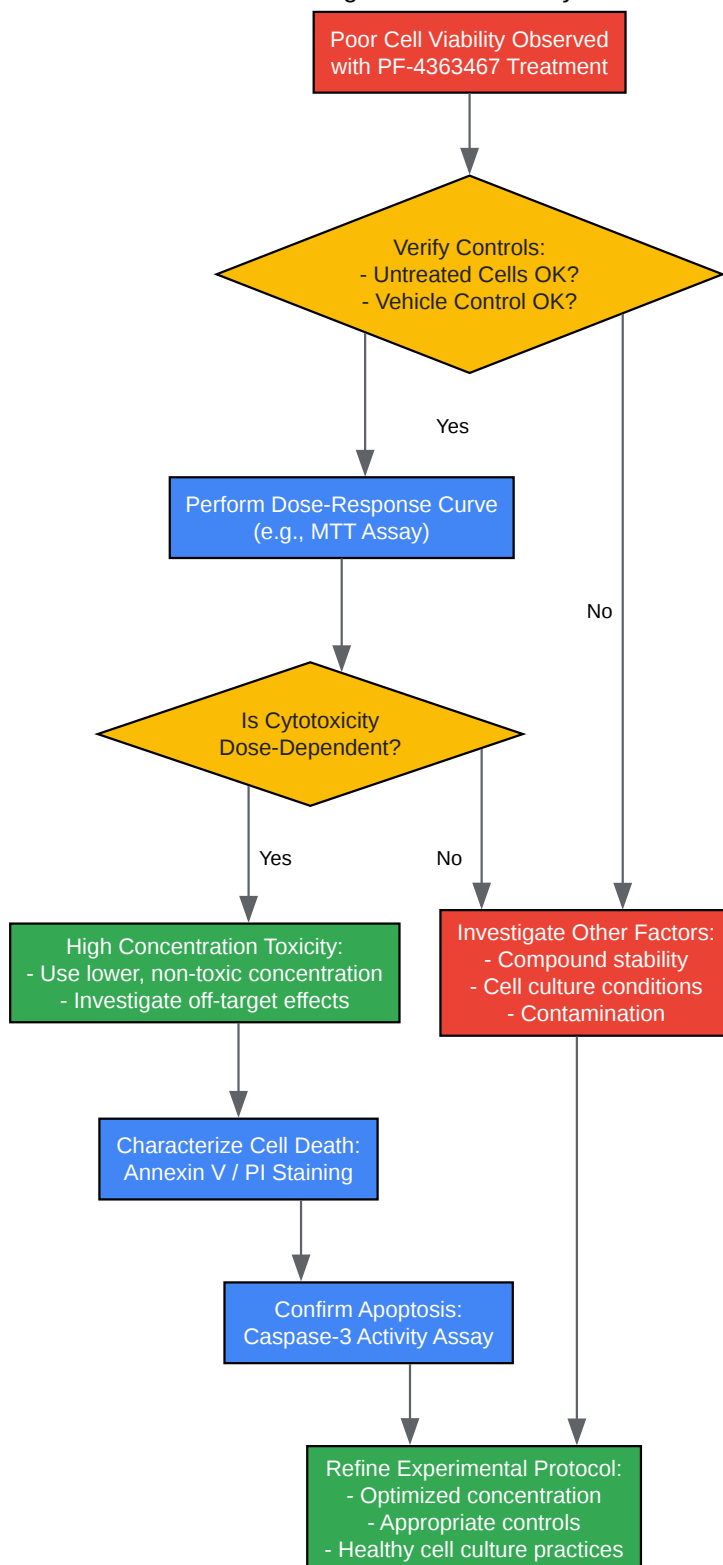 Poor Cell Viability Observed
with PF-4363467 Treatment
Verify Controls:
- Untreated Cells OK?
- Vehicle Control OK?
Yes
Perform Dose-Response Curve
(e.g., MTT Assay)
No
Is Cytotoxicity
Dose-Dependent?
Yes
No
High Concentration Toxicity:
- Use lower, non-toxic concentration
- Investigate off-target effects
Investigate Other Factors:
- Compound stability
- Cell culture conditions
- Contamination
Characterize Cell Death:
Annexin V / PI Staining
Confirm Apoptosis:
Caspase-3 Activity Assay
Refine Experimental Protocol:
- Optimized concentration
- Appropriate controls
- Healthy cell culture practices